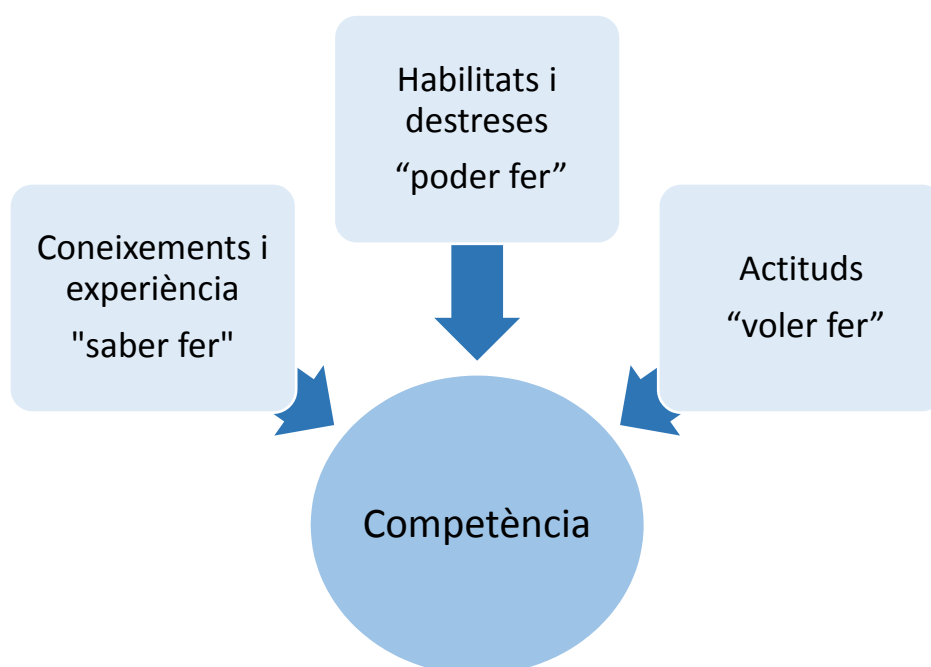 Habilitats i
destreses
“poder fer”
Coneixements i
experiència
"saber fer"
Actituds
“voler fer”
Competència